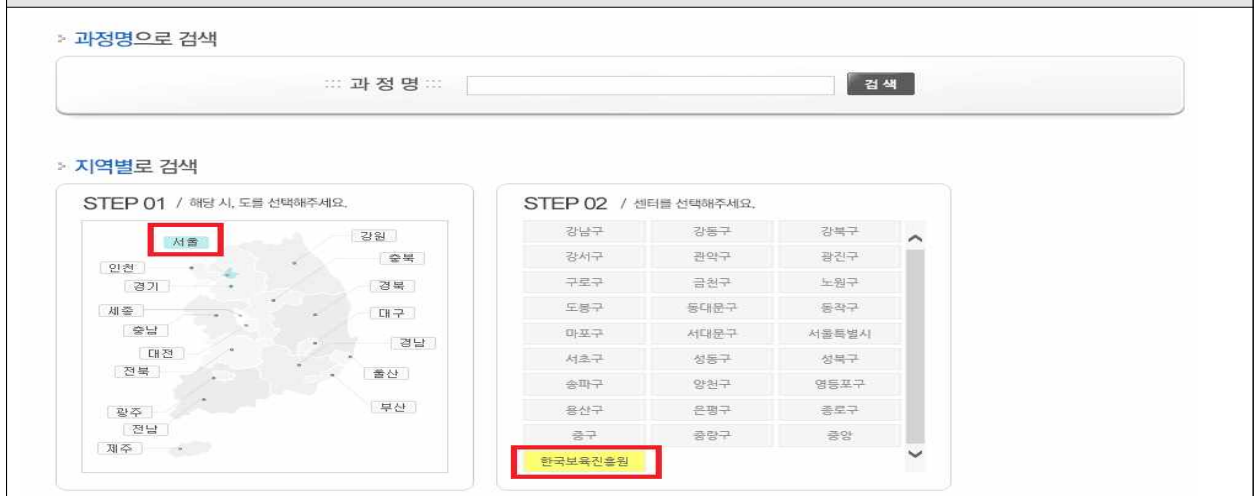 과정명으로 검색
::: 과 정 명 :::
검 색
지역별로 검색
STEP 01 / 해당 시, 도를 선택해주세요.
서울
강원
충북
인천
경기
경북
세종
대구
충남
경남
대전
전북
울산
광주
부산
전남
제주
STEP 02 / 센터를 선택해주세요.
강남구 강동구 강북구
강서구 관악구 광진구
구로구 금천구 노원구
도봉구 동대문구 동작구
마포구 서대문구 서울특별시
서초구 성동구 성북구
송파구 양천구 영등포구
용산구 은평구 종로구
중구 중랑구 중앙
한국보육진흥원